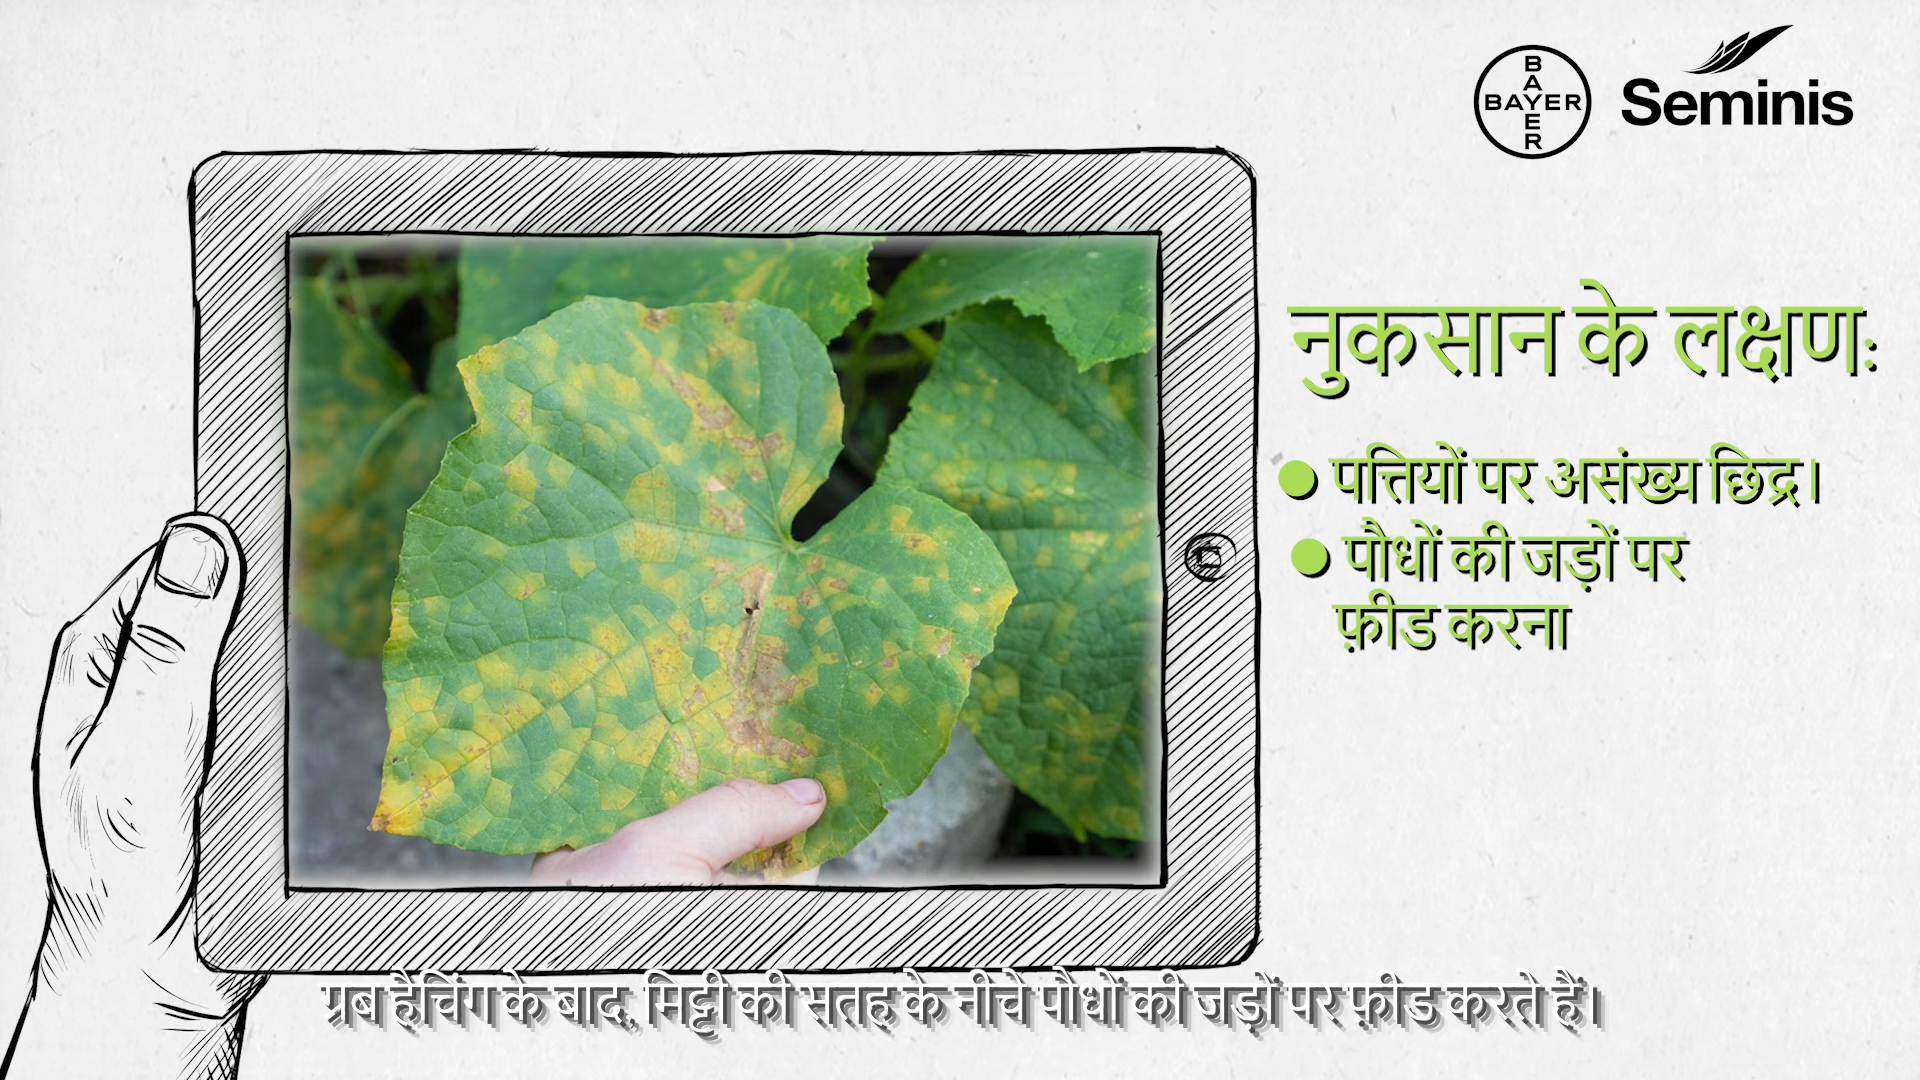 BAYER
BAYER
Seminis
नुकसान के लक्षण:
● पत्तियों पर असंख्य छिद्र।
● पौधों की जड़ों पर
फ़ीड करना
ग्रब हैचिंग के बाद, मिट्टी की सतह के नीचे पौधों की जड़ों पर फ़ीड करते हैं।